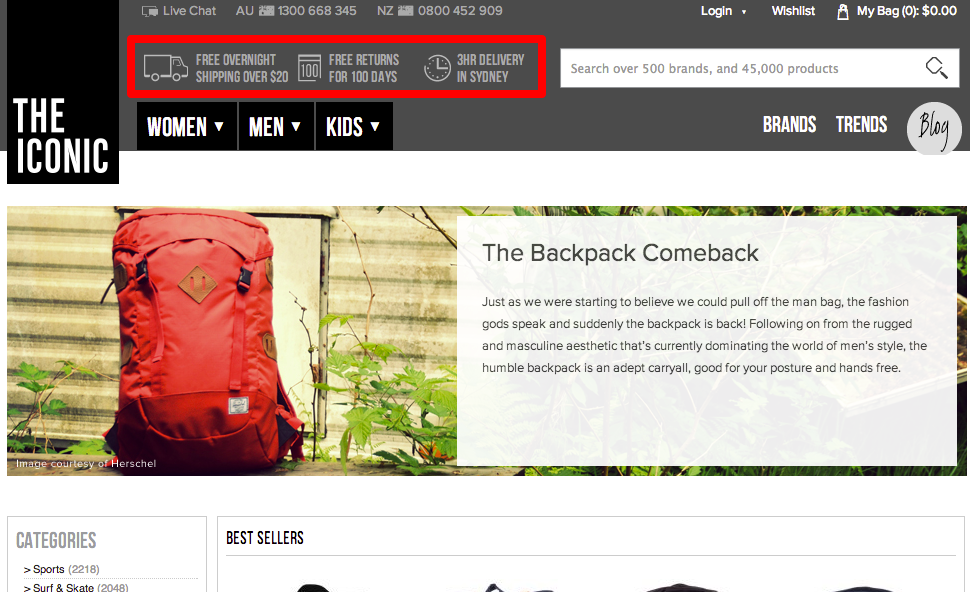 Live Chat AU 1300 668 345 NZ 0800 452 909 Login ▼ Wishlist My Bag (0): $0.00
FREE OVERNIGHT
SHIPPING OVER $20
100
FREE RETURNS
FOR 100 DAYS
3HR DELIVERY
IN SYDNEY
Search over 500 brands, and 45,000 products
THE
ICONIC
WOMEN ▼ MEN ▼ KIDS ▼ BRANDS TRENDS Blog
The Backpack Comeback
Just as we were starting to believe we could pull off the man bag, the fashion
gods speak and suddenly the backpack is back! Following on from the rugged
and masculine aesthetic that's currently dominating the world of men's style, the
humble backpack is an adept carryall, good for your posture and hands free.
Image courtesy of Herschel
CATEGORIES
> Sports (2218)
> Surf & Skate (2048)
BEST SELLERS